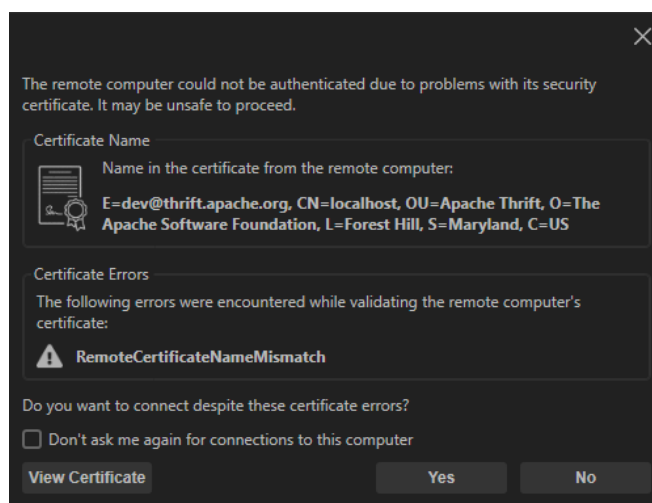 The remote computer could not be authenticated due to problems with its security
certificate. It may be unsafe to proceed.
Certificate Name
Name in the certificate from the remote computer:
E=dev@thrift.apache.org, CN=localhost, OU=Apache Thrift, O=The
Apache Software Foundation, L=Forest Hill, S=Maryland, C=US
Certificate Errors
The following errors were encountered while validating the remote computer's
certificate:
RemoteCertificateNameMismatch
Do you want to connect despite these certificate errors?
Don't ask me again for connections to this computer
View Certificate
Yes
No